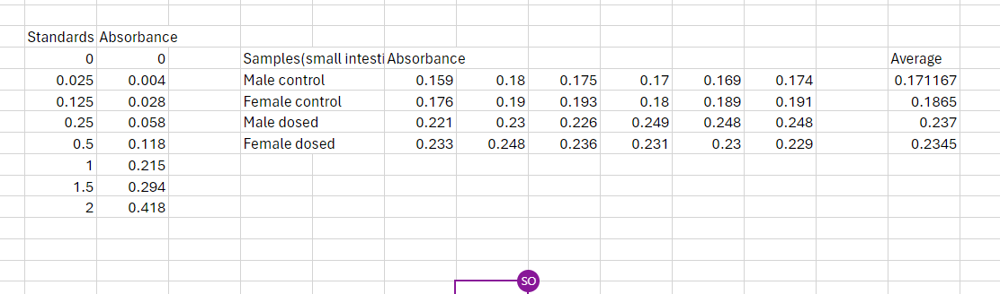 Standards Absorbance
0 0 Samples(small intesti Absorbance Average
0.025 0.004 Male control 0.159 0.18 0.175 0.17 0.169 0.174 0.171167
0.125 0.028 Female control 0.176 0.19 0.193 0.18 0.189 0.191 0.1865
0.25 0.058 Male dosed 0.221 0.23 0.226 0.249 0.248 0.248 0.237
0.5 0.118 Female dosed 0.233 0.248 0.236 0.231 0.23 0.229 0.2345
1 0.215
1.5 0.294
2 0.418
SO